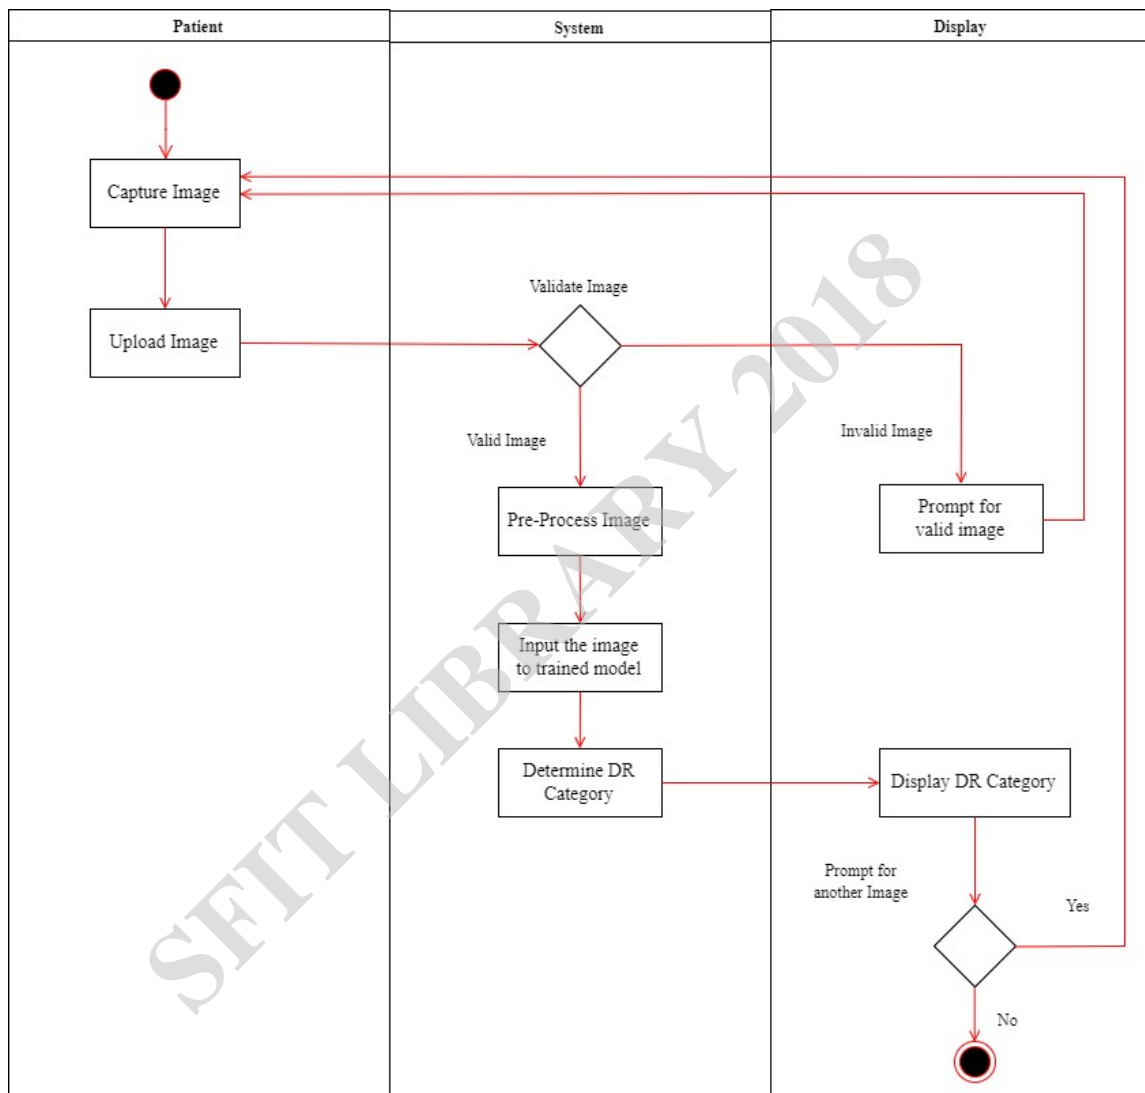 Patient
System
Display
Capture Image
Validate Image
Upload Image
Valid Image
Invalid Image
Pre-Process Image
Prompt for
valid image
Input the image
to trained model
Determine DR
Category
Display DR Category
Prompt for
another Image
Yes
No
SFIT LIBRARY 2018